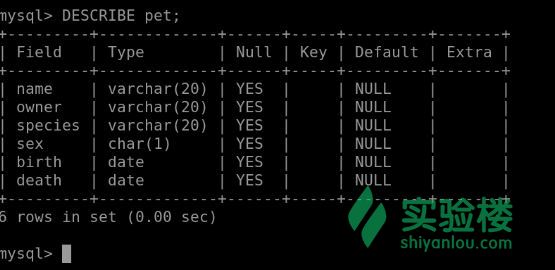 mysql> DESCRIBE pet;
+---------+-------------+------+-----+---------+-------+
| Field | Type | Null | Key | Default | Extra |
+---------+-------------+------+-----+---------+-------+
| name | varchar(20) | YES | | NULL | |
| owner | varchar(20) | YES | | NULL | |
| species | varchar(20) | YES | | NULL | |
| sex | char(1) | YES | | NULL | |
| birth | date | YES | | NULL | |
| death | date | YES | | NULL | |
+---------+-------------+------+-----+---------+-------+
6 rows in set (0.00 sec)
实验楼
shiyanlou.com
mysql>